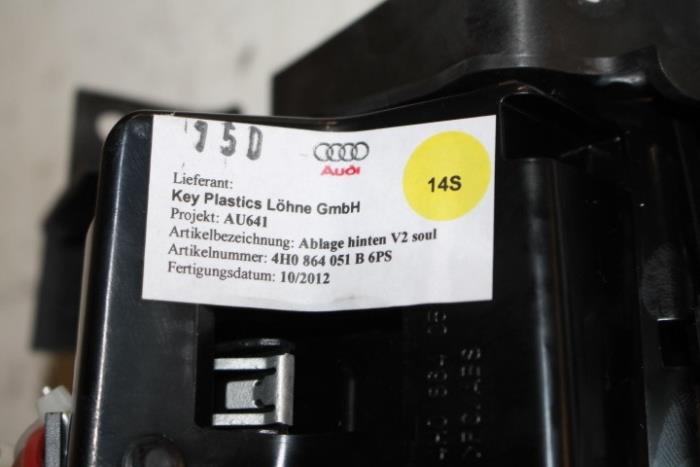 95D
Audi
14S
Lieferant:
Key Plastics Löhne GmbH
Projekt: AU641
Artikelbezeichnung: Ablage hinten V2 soul
Artikelnummer: 4H0 864 051 B 6PS
Fertigungsdatum: 10/2012